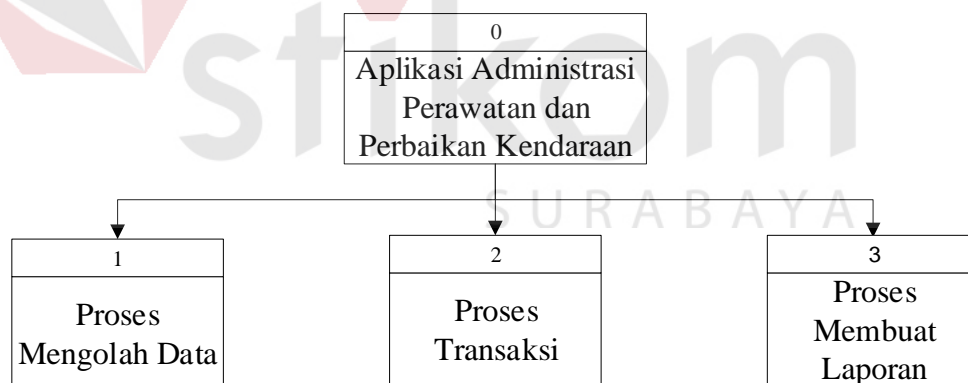 stikom
SURABAYA
0
Aplikasi Administrasi
Perawatan dan
Perbaikan Kendaraan
1
Proses
Mengolah Data
2
Proses
Transaksi
3
Proses
Membuat
Laporan